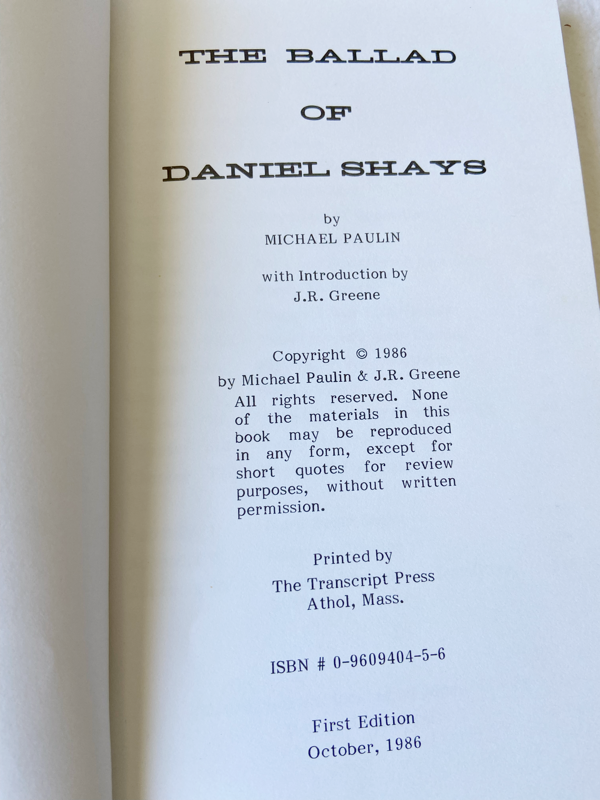 THE BALLAD
OF
DANIEL SHAYS
by
MICHAEL PAULIN
with Introduction by
J.R. Greene
Copyright © 1986
by Michael Paulin & J.R. Greene
All rights reserved. None
of the materials in this
book may be reproduced
in any form, except for
short quotes for review
purposes, without written
permission.
Printed by
The Transcript Press
Athol, Mass.
ISBN # 0-9609404-5-6
First Edition
October, 1986